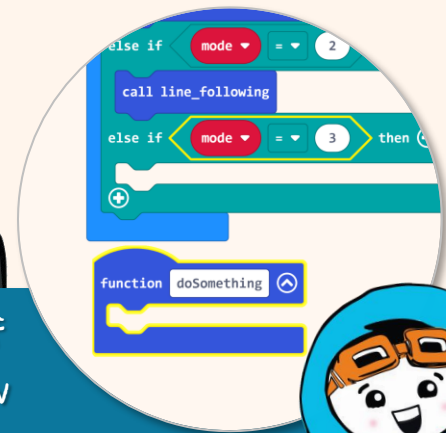 else if mode = 2
call line_following
else if mode = 3 then
function doSomething